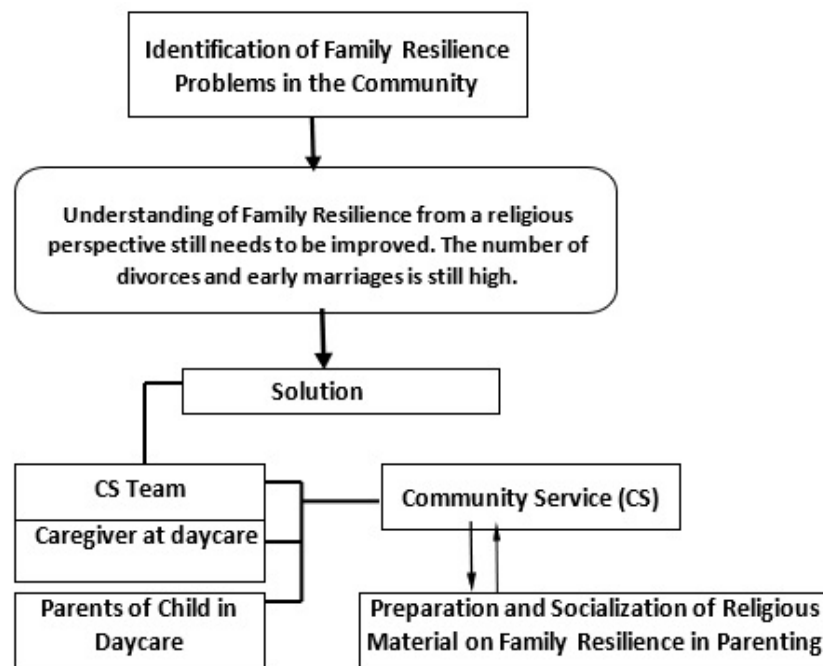 Identification of Family Resilience
Problems in the Community
Understanding of Family Resilience from a religious
perspective still needs to be improved. The number of
divorces and early marriages is still high.
Solution
CS Team
Caregiver at daycare
Parents of Child in
Daycare
Community Service (CS)
Preparation and Socialization of Religious
Material on Family Resilience in Parenting